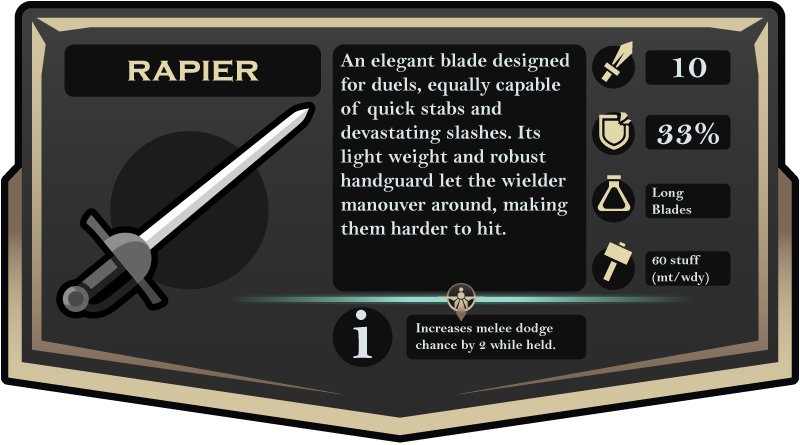 RAPIER
An elegant blade designed
for duels, equally capable
of quick stabs and
devastating slashes. Its
light weight and robust
handguard let the wielder
manouver around, making
them harder to hit.
10
33%
Long
Blades
60 stuff
(mt/wdy)
i
Increases melee dodge
chance by 2 while held.